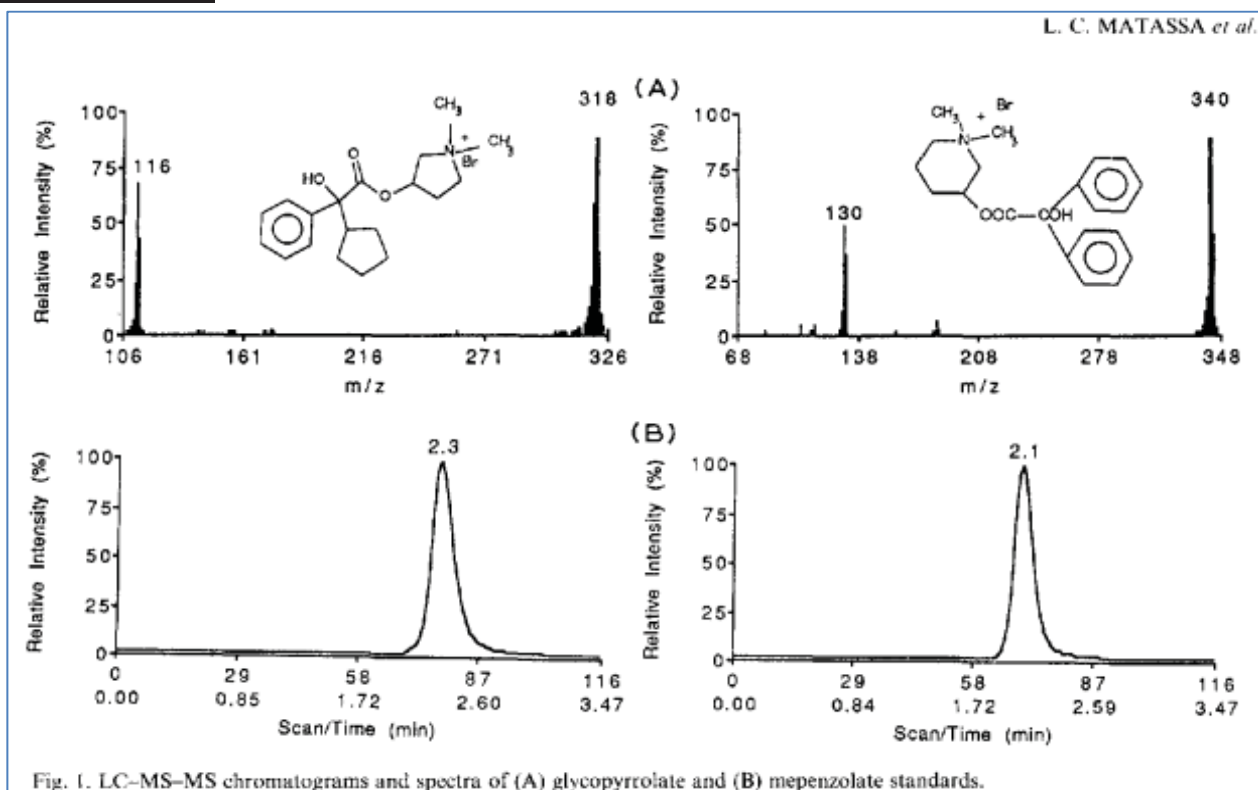 L. C. MATASSA et al.
(A)
318
116
Relative Intensity (%)
100
75
50
25
0
106 161 216 271 326
m/z
CH3
N + CH3
Br
O
HO
O
340
130
Relative Intensity (%)
100
75
50
25
0
68 138 208 278 348
m/z
+ Br
CH3
N CH3
OOC COH
(B)
2.3
Relative Intensity (%)
100
75
50
25
0
0 29 58 87 116
0.00 0.85 1.72 2.60 3.47
Scan/Time (min)
2.1
Relative Intensity (%)
100
75
50
25
0
0 29 58 87 116
0.00 0.84 1.72 2.59 3.47
Scan/Time (min)
Fig. 1. LC–MS–MS chromatograms and spectra of (A) glycopyrrolate and (B) mepenzolate standards.